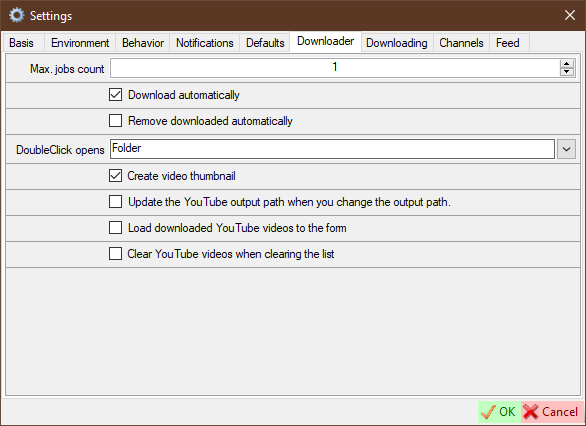 Settings
Basis Environment Behavior Notifications Defaults Downloader Downloading Channels Feed
Max. jobs count 1
Download automatically
Remove downloaded automatically
DoubleClick opens Folder
Create video thumbnail
Update the YouTube output path when you change the output path.
Load downloaded YouTube videos to the form
Clear YouTube videos when clearing the list
OK Cancel